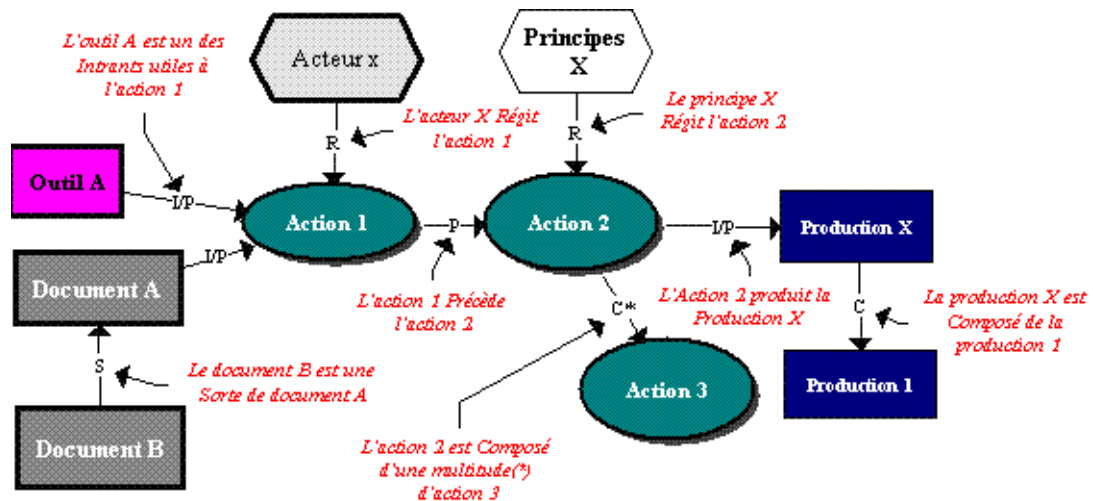 L'outil A est un des
Intrants utiles à
l'action 1
Acteur x
Principes
X
L'acteur X Régit
l'action 1
Le principe X
Régit l'action 2
R
R
Outil A
I/P
Action 1
P
Action 2
I/P
Production X
I/P
Document A
L'action 1 Précède
l'action 2
C*
L'Action 2 produit la
Production X
C
La production X est
Composé de la
production 1
S
Le document B est une
Sorte de document A
Action 3
Production 1
Document B
L'action 2 est Composé
d'une multitude(*)
d'action 3